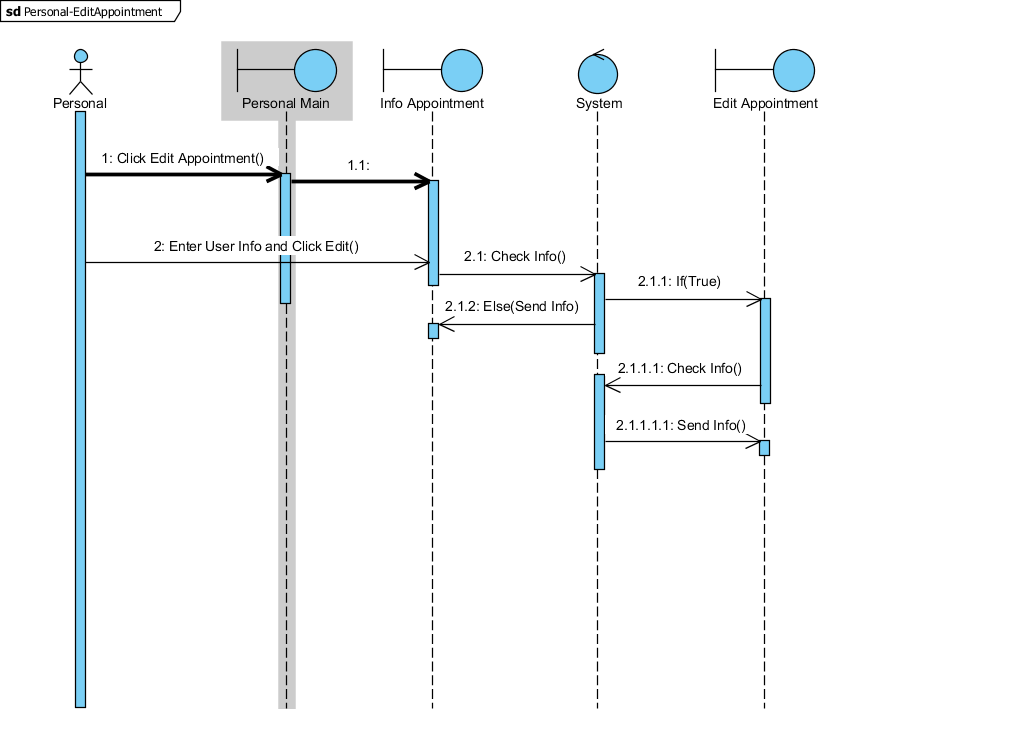 sd Personal-EditAppointment
Personal
Personal Main
Info Appointment
System
Edit Appointment
1: Click Edit Appointment()
1.1:
2: Enter User Info and Click Edit()
2.1: Check Info()
2.1.1: If(True)
2.1.2: Else(Send Info)
2.1.1.1: Check Info()
2.1.1.1.1: Send Info()